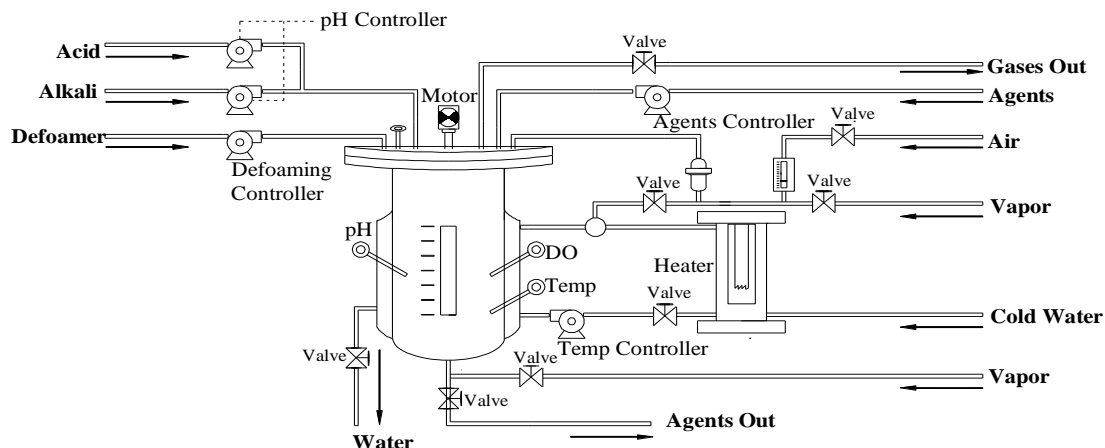 pH Controller
Acid
Valve
Gases Out
Alkali
Motor
Agents
Agents Controller
Valve
Defoamer
Air
Defoaming
Controller
Valve
Valve
Vapor
pH
DO
Heater
Temp
Valve
Cold Water
Temp Controller
Valve
Valve
Vapor
Valve
Agents Out
Water